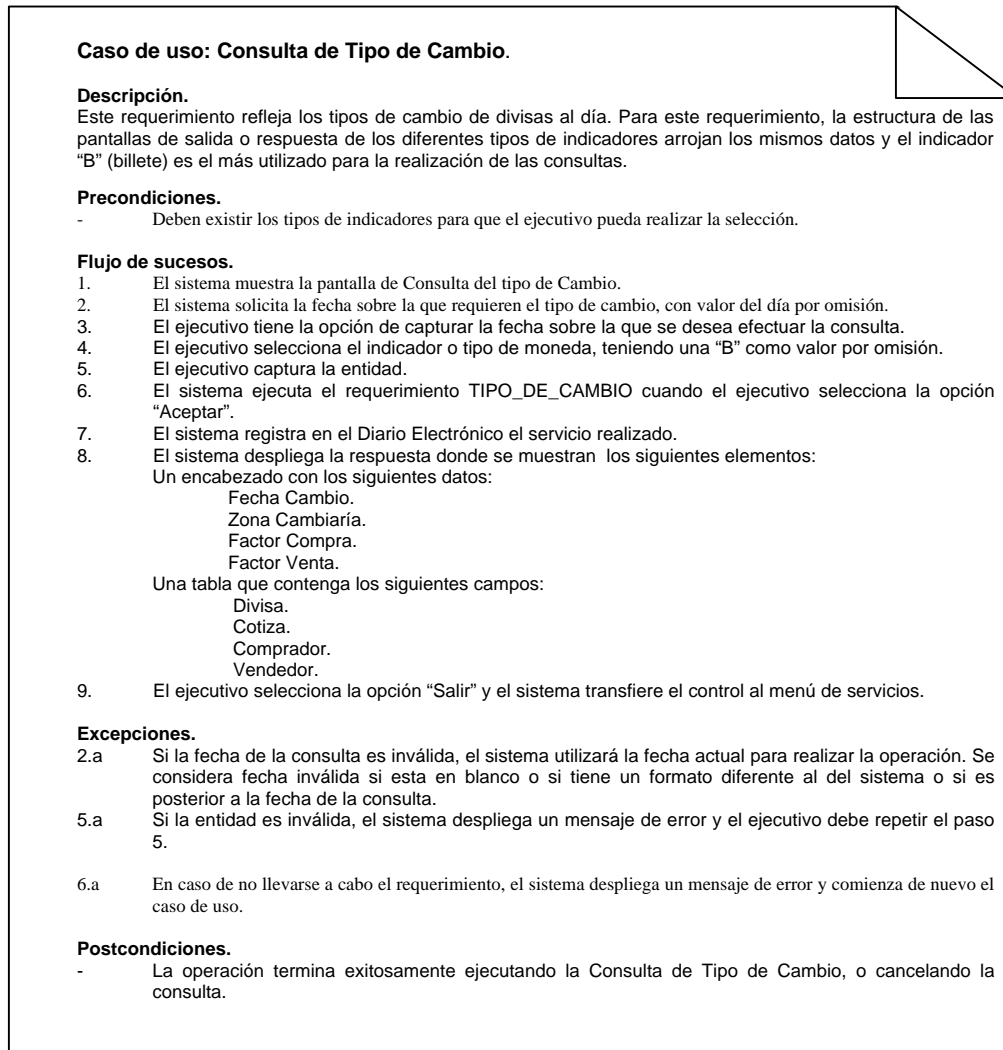 Caso de uso: Consulta de Tipo de Cambio.
Descripción.
Este requerimiento refleja los tipos de cambio de divisas al día. Para este requerimiento, la estructura de las
pantallas de salida o respuesta de los diferentes tipos de indicadores arrojan los mismos datos y el indicador
“B” (billete) es el más utilizado para la realización de las consultas.
Precondiciones.
- Deben existir los tipos de indicadores para que el ejecutivo pueda realizar la selección.
Flujo de sucesos.
1. El sistema muestra la pantalla de Consulta del tipo de Cambio.
2. El sistema solicita la fecha sobre la que requieren el tipo de cambio, con valor del día por omisión.
3. El ejecutivo tiene la opción de capturar la fecha sobre la que se desea efectuar la consulta.
4. El ejecutivo selecciona el indicador o tipo de moneda, teniendo una “B” como valor por omisión.
5. El ejecutivo captura la entidad.
6. El sistema ejecuta el requerimiento TIPO_DE_CAMBIO cuando el ejecutivo selecciona la opción
“Aceptar”.
7. El sistema registra en el Diario Electrónico el servicio realizado.
8. El sistema despliega la respuesta donde se muestran los siguientes elementos:
Un encabezado con los siguientes datos:
Fecha Cambio.
Zona Cambiaría.
Factor Compra.
Factor Venta.
Una tabla que contenga los siguientes campos:
Divisa.
Cotiza.
Comprador.
Vendedor.
9. El ejecutivo selecciona la opción “Salir” y el sistema transfiere el control al menú de servicios.
Excepciones.
2.a Si la fecha de la consulta es inválida, el sistema utilizará la fecha actual para realizar la operación. Se
considera fecha inválida si esta en blanco o si tiene un formato diferente al del sistema o si es
posterior a la fecha de la consulta.
5.a Si la entidad es inválida, el sistema despliega un mensaje de error y el ejecutivo debe repetir el paso
5.
6.a En caso de no llevarse a cabo el requerimiento, el sistema despliega un mensaje de error y comienza de nuevo el
caso de uso.
Postcondiciones.
- La operación termina exitosamente ejecutando la Consulta de Tipo de Cambio, o cancelando la
consulta.